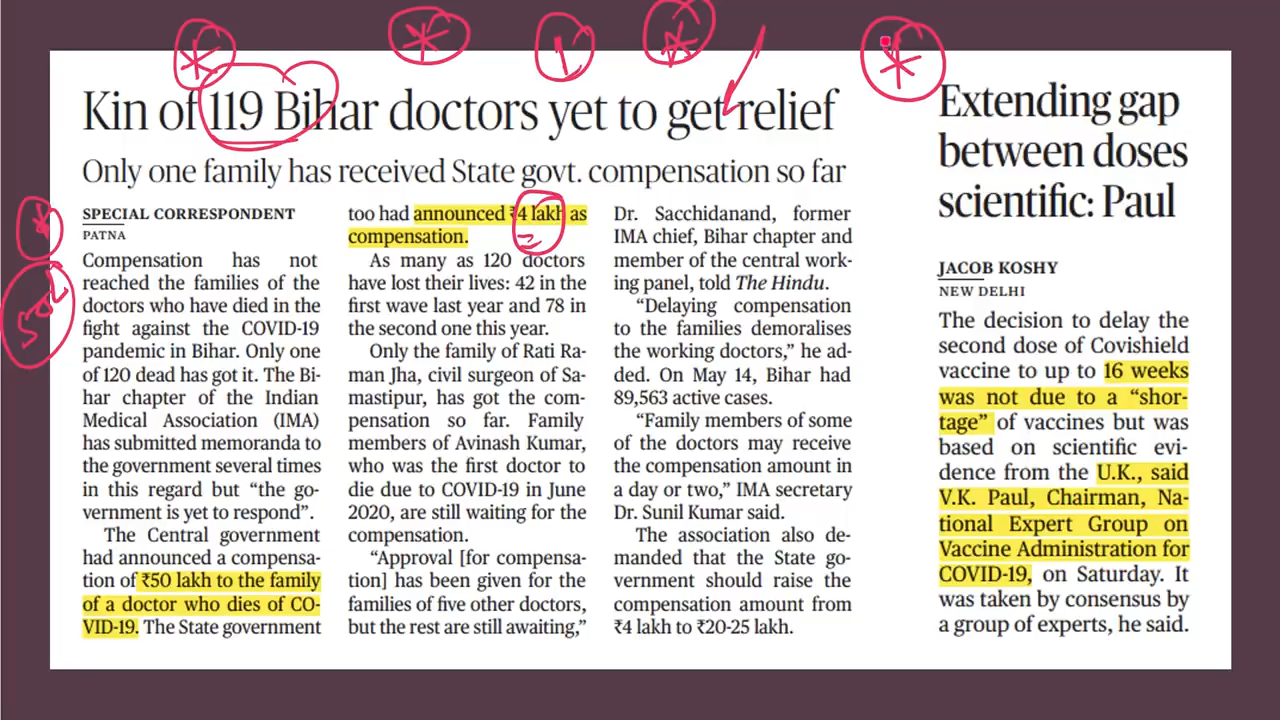 Kin of 119 Bihar doctors yet to get relief
Only one family has received State govt. compensation so far
SPECIAL CORRESPONDENT
PATNA
Compensation has not
reached the families of the
doctors who have died in the
fight against the COVID-19
pandemic in Bihar. Only one
of 120 dead has got it. The Bi-
har chapter of the Indian
Medical Association (IMA)
has submitted memoranda to
the government several times
in this regard but “the go-
vernment is yet to respond”.
The Central government
had announced a compensa-
tion of ₹50 lakh to the family
of a doctor who dies of CO-
VID-19. The State government
too had announced ₹4 lakh as
compensation.
As many as 120 doctors
have lost their lives: 42 in the
first wave last year and 78 in
the second one this year.
Only the family of Rati Ra-
man Jha, civil surgeon of Sa-
mastipur, has got the com-
pensation so far. Family
members of Avinash Kumar,
who was the first doctor to
die due to COVID-19 in June
2020, are still waiting for the
compensation.
“Approval [for compensa-
tion] has been given for the
families of five other doctors,
but the rest are still awaiting,”
Dr. Sacchidanand, former
IMA chief, Bihar chapter and
member of the central work-
ing panel, told The Hindu.
“Delaying compensation
to the families demoralises
the working doctors,” he ad-
ded. On May 14, Bihar had
89,563 active cases.
“Family members of some
of the doctors may receive
the compensation amount in
a day or two,” IMA secretary
Dr. Sunil Kumar said.
The association also de-
manded that the State go-
vernment should raise the
compensation amount from
₹4 lakh to ₹20-25 lakh.
Extending gap
between doses
scientific: Paul
JACOB KOSHY
NEW DELHI
The decision to delay the
second dose of Covishield
vaccine to up to 16 weeks
was not due to a “shor-
tage” of vaccines but was
based on scientific evi-
dence from the U.K., said
V.K. Paul, Chairman, Na-
tional Expert Group on
Vaccine Administration for
COVID-19, on Saturday. It
was taken by consensus by
a group of experts, he said.